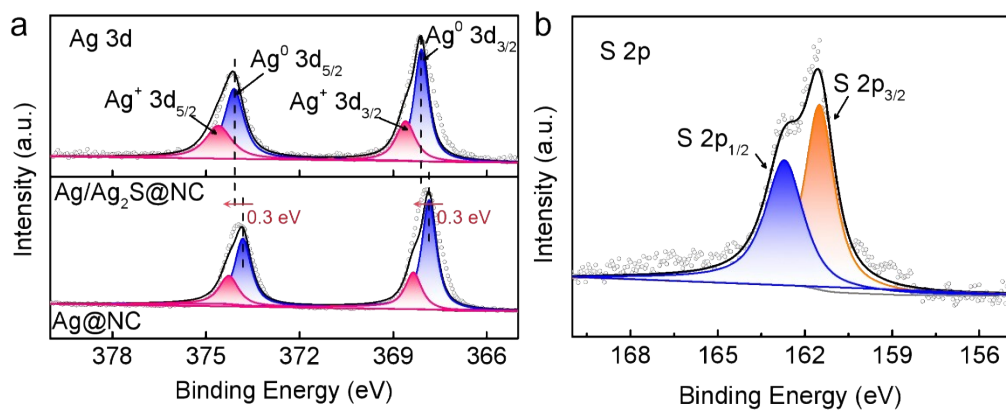 a
Ag 3d
Ag⁺ 3d₅/₂
Ag⁰ 3d₅/₂
Ag⁺ 3d₃/₂
Ag⁰ 3d₃/₂
Ag/Ag₂S@NC
0.3 eV
0.3 eV
Ag@NC
Intensity (a.u.)
378 375 372 369 366
Binding Energy (eV)
b
S 2p
S 2p₁/₂
S 2p₃/₂
Intensity (a.u.)
168 165 162 159 156
Binding Energy (eV)